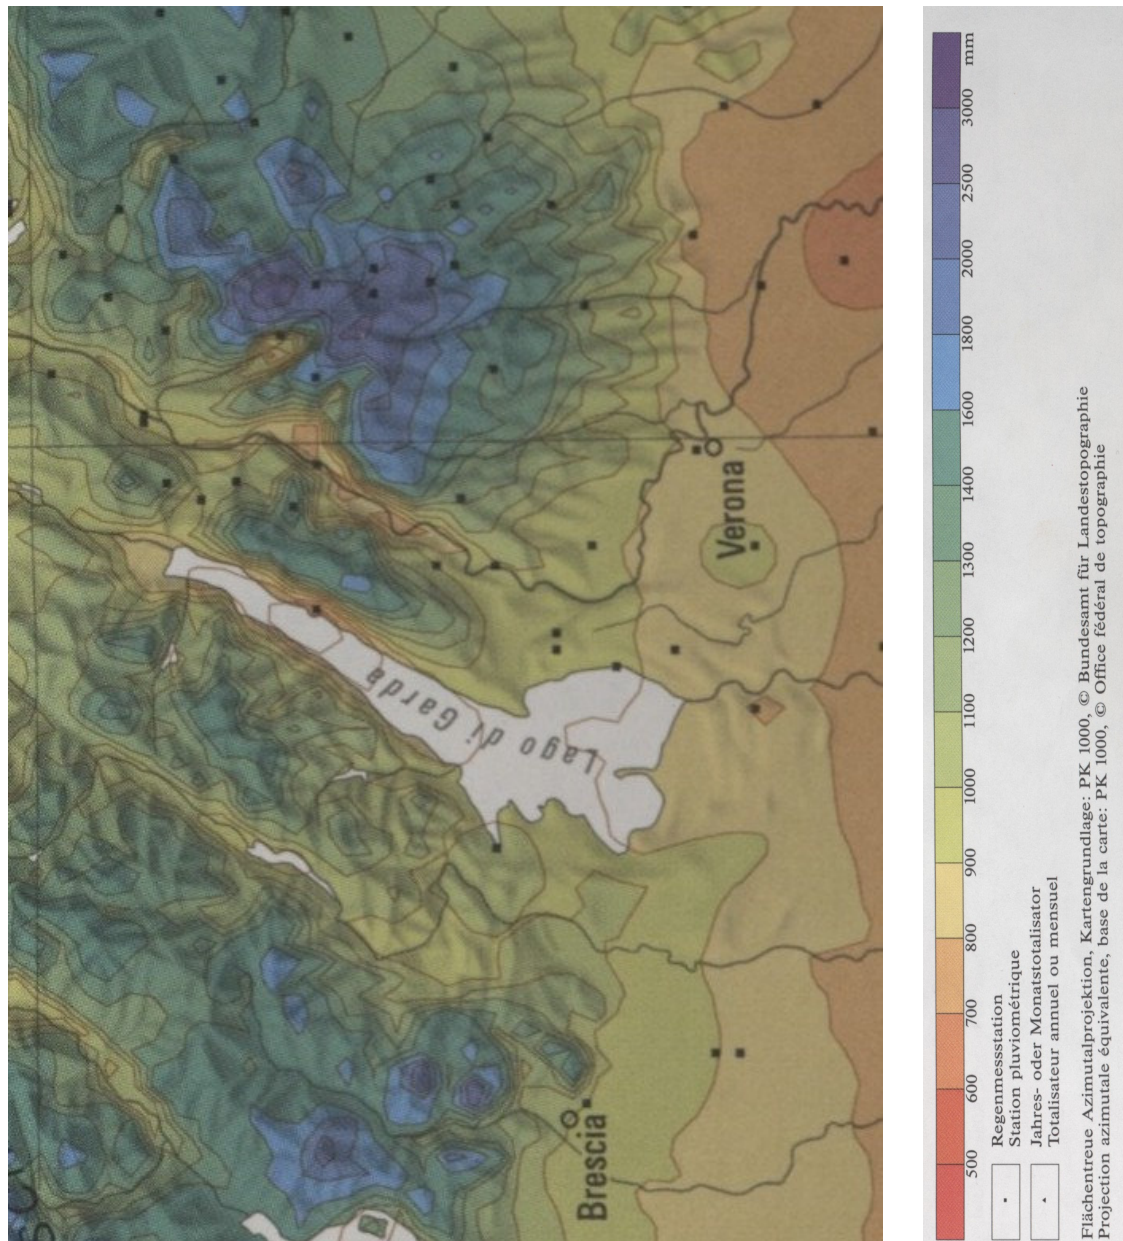 Verona
Lago di Garda
Brescia
mm
3000
2500
2000
1800
1600
1400
1300
1200
1100
1000
900
800
700
600
500
Regenmessstation
Station pluviométrique
Jahres- oder Monatstotalisator
Totalisateur annuel ou mensuel
Flächentreue Azimutalprojektion, Kartengrundlage: PK 1000, © Bundesamt für Landestopographie
Projection azimutale équivalente, base de la carte: PK 1000, © Office fédéral de topographie